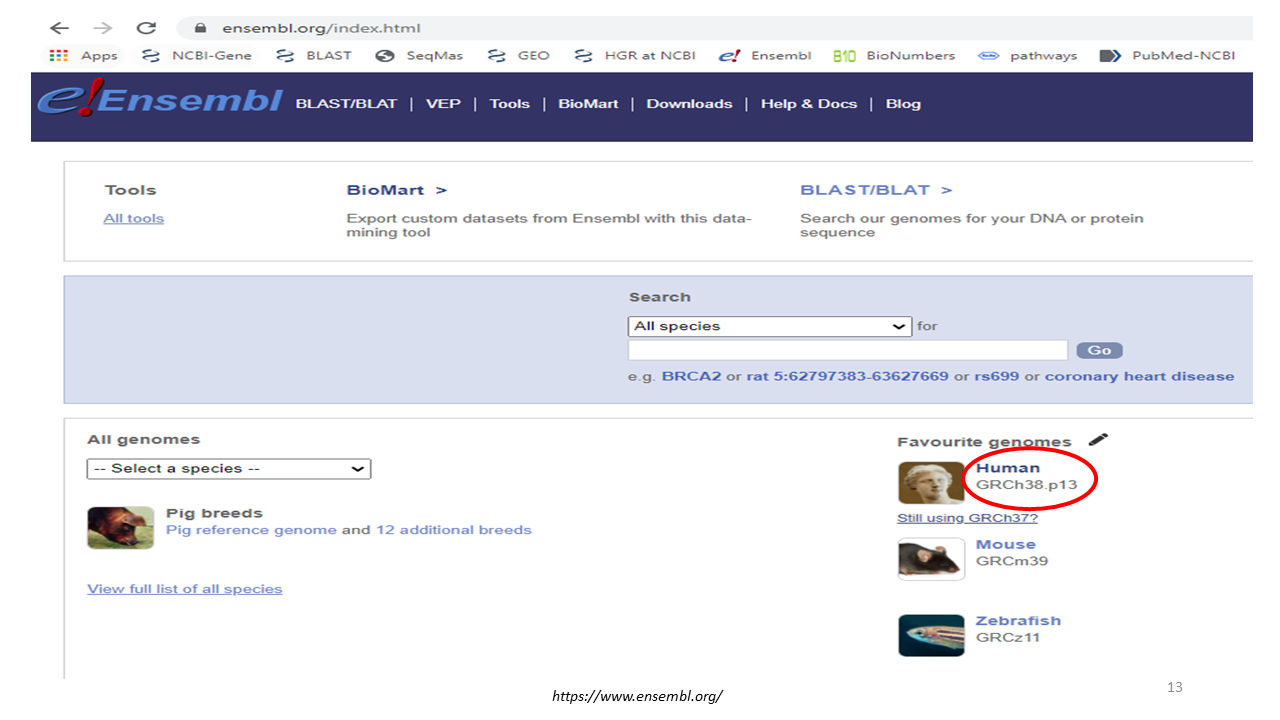 ensembl.org/index.html
Apps NCBI-Gene BLAST SeqMas GEO HGR at NCBI e! Ensembl B10 BioNumbers pathways PubMed-NCBI
e!Ensembl BLAST/BLAT | VEP | Tools | BioMart | Downloads | Help & Docs | Blog
Tools
All tools
BioMart >
Export custom datasets from Ensembl with this data-
mining tool
BLAST/BLAT >
Search our genomes for your DNA or protein
sequence
Search
All species for
Go
e.g. BRCA2 or rat 5:62797383-63627669 or rs699 or coronary heart disease
All genomes
-- Select a species --
Pig breeds
Pig reference genome and 12 additional breeds
View full list of all species
Favourite genomes
Human
GRCh38.p13
Still using GRCh37?
Mouse
GRCm39
Zebrafish
GRCz11
https://www.ensembl.org/
13